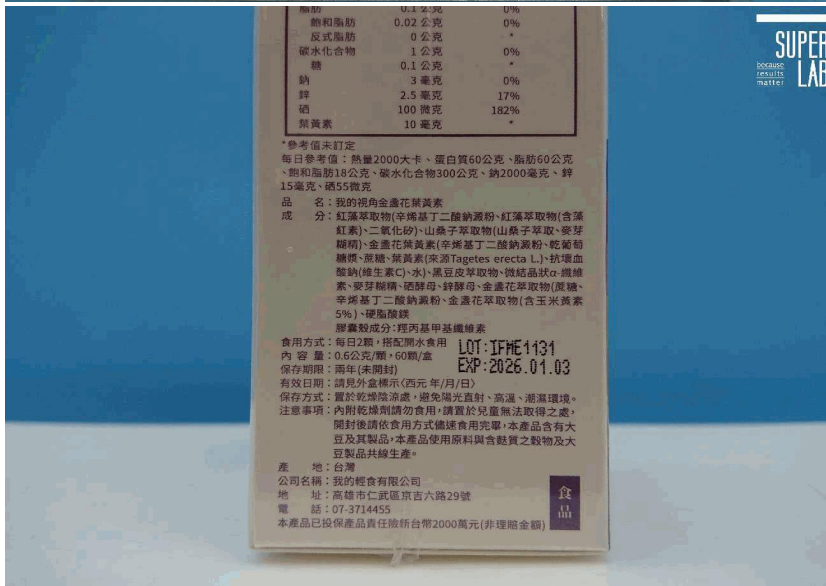 脂肪 0.1 公克 0%
飽和脂肪 0.02 公克 0%
反式脂肪 0 公克 *
碳水化合物 1 公克 0%
糖 0.1 公克 *
鈉 3 毫克 0%
鋅 2.5 毫克 17%
硒 100 微克 182%
葉黃素 10 毫克 *
*參考值未訂定
每日參考值：熱量2000大卡、蛋白質60公克、脂肪60公克
、飽和脂肪18公克、碳水化合物300公克、鈉2000毫克、鋅
15毫克、硒55微克
品 名：我的視角金盞花葉黃素
成 分：紅藻萃取物(辛烯基丁二酸鈉澱粉、紅藻萃取物(含藻
紅素)、二氧化矽)、山桑子萃取物(山桑子萃取、麥芽
糊精)、金盞花葉黃素(辛烯基丁二酸鈉澱粉、乾葡萄
糖漿、蔗糖、葉黃素(來源Tagetes erecta L.)、抗壞血
酸鈉(維生素C)、水)、黑豆皮萃取物、微結晶狀α-纖維
素、麥芽糊精、硒酵母、鋅酵母、金盞花萃取物(蔗糖、
辛烯基丁二酸鈉澱粉、金盞花萃取物(含玉米黃素
5%)、硬脂酸鎂
膠囊殼成分：羥丙基甲基纖維素
食用方式：每日2顆，搭配開水食用
內 容 量：0.6公克/顆，60顆/盒
LOT:IFME1131
EXP:2026.01.03
保存期限：兩年(未開封)
有效日期：請見外盒標示〈西元 年/月/日〉
保存方式：置於乾燥陰涼處，避免陽光直射、高溫、潮濕環境。
注意事項：內附乾燥劑請勿食用，請置於兒童無法取得之處，
開封後請依食用方式儘速食用完畢，本產品含有大
豆及其製品，本產品使用原料與含麩質之穀物及大
豆製品共線生產。
產 地：台灣
公司名稱：我的輕食有限公司
地 址：高雄市仁武區京吉六路29號
電 話：07-3714455
本產品已投保產品責任險新台幣2000萬元(非理賠金額)
食品
SUPER
LAB
because
results
matter